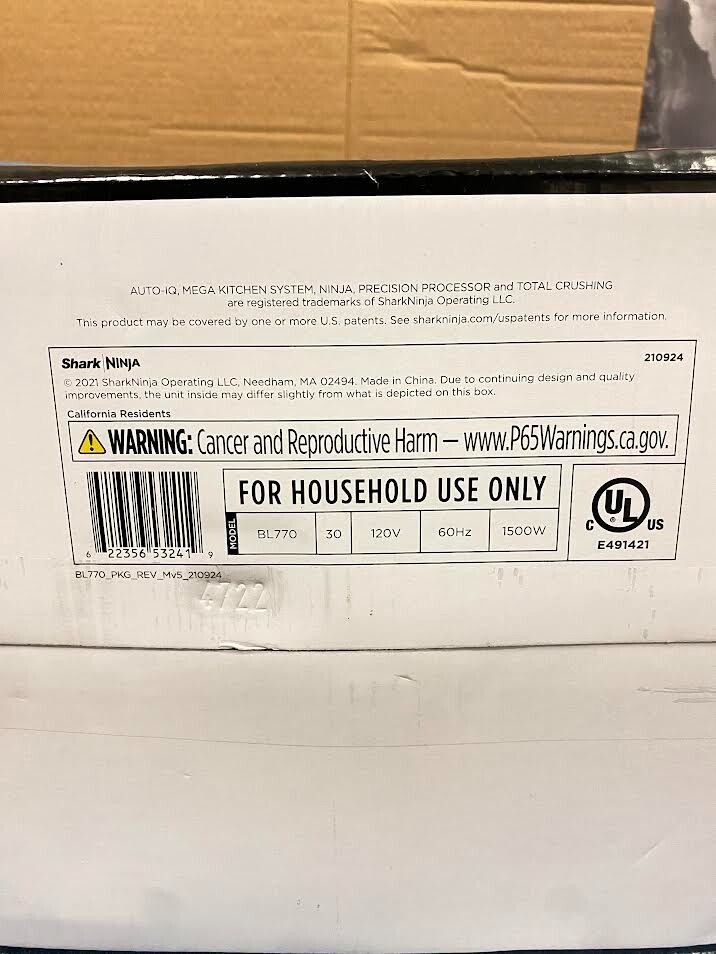 AUTO-IQ, MEGA KITCHEN SYSTEM, NINJA, PRECISION PROCESSOR and TOTAL CRUSHING
are registered trademarks of SharkNinja Operating LLC.
This product may be covered by one or more U.S. patents. See sharkninja.com/uspatents for more information.
Shark NINJA 210924
© 2021 SharkNinja Operating LLC, Needham, MA 02494. Made in China. Due to continuing design and quality
improvements, the unit inside may differ slightly from what is depicted on this box.
California Residents
WARNING: Cancer and Reproductive Harm – www.P65Warnings.ca.gov.
FOR HOUSEHOLD USE ONLY
MODEL BL770 30 120V 60Hz 1500W
C UL ® US
E491421
6 22356 53241 9
BL770_PKG_REV_Mv5_210924
4722